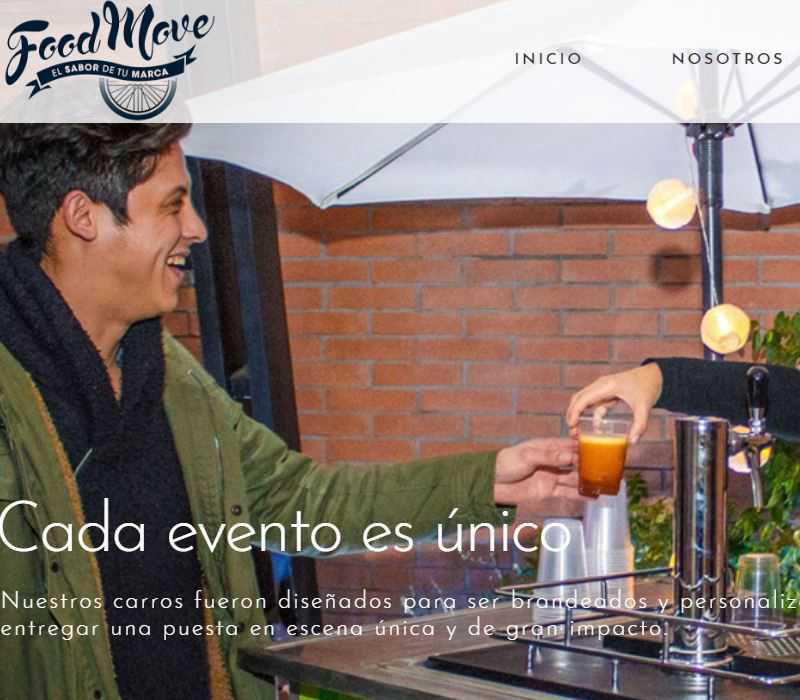 Food Move
EL SABOR DE TU MARCA
INICIO
NOSOTROS
Cada evento es único
Nuestros carros fueron diseñados para ser brandeados y
entregar una puesta en escena única y de gran impacto.